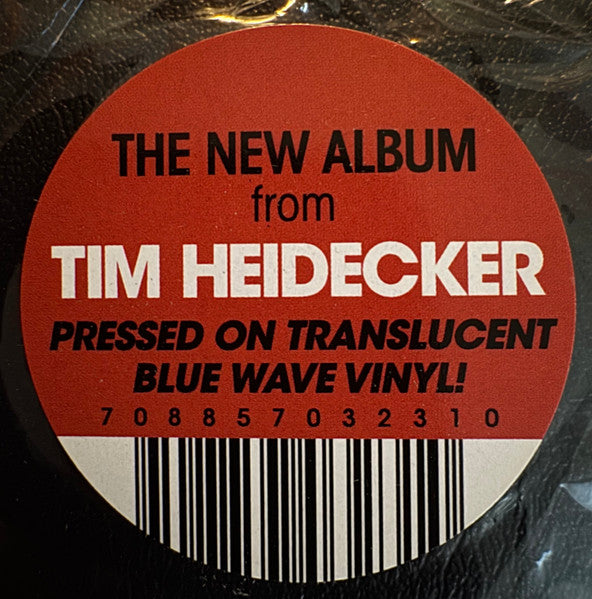 THE NEW ALBUM
from
TIM HEIDECKER
PRESSED ON TRANSLUCENT
BLUE WAVE VINYL!
708857032310